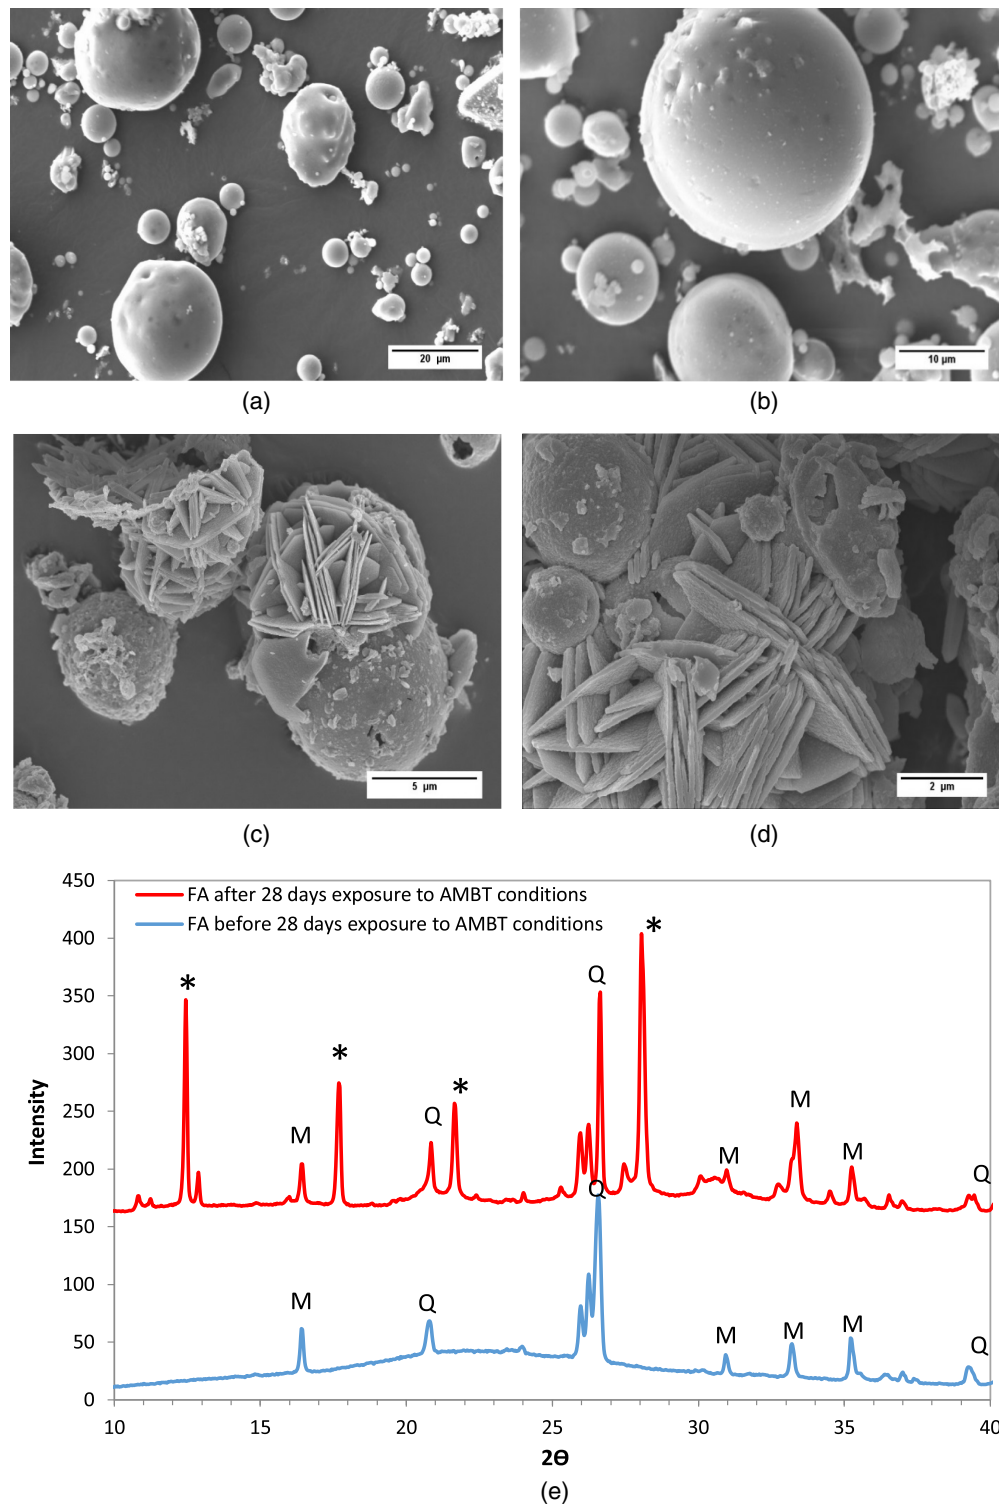 20 µm
10 µm
(a)
(b)
5 µm
2 µm
(c)
(d)
450
400
350
300
250
200
150
100
50
0
Intensity
FA after 28 days exposure to AMBT conditions
FA before 28 days exposure to AMBT conditions
*
M
*
Q
*
Q
*
M
M
M
Q
M
Q
Q
M
M
M
Q
10
15
20
25
30
35
40
2Ɵ
(e)